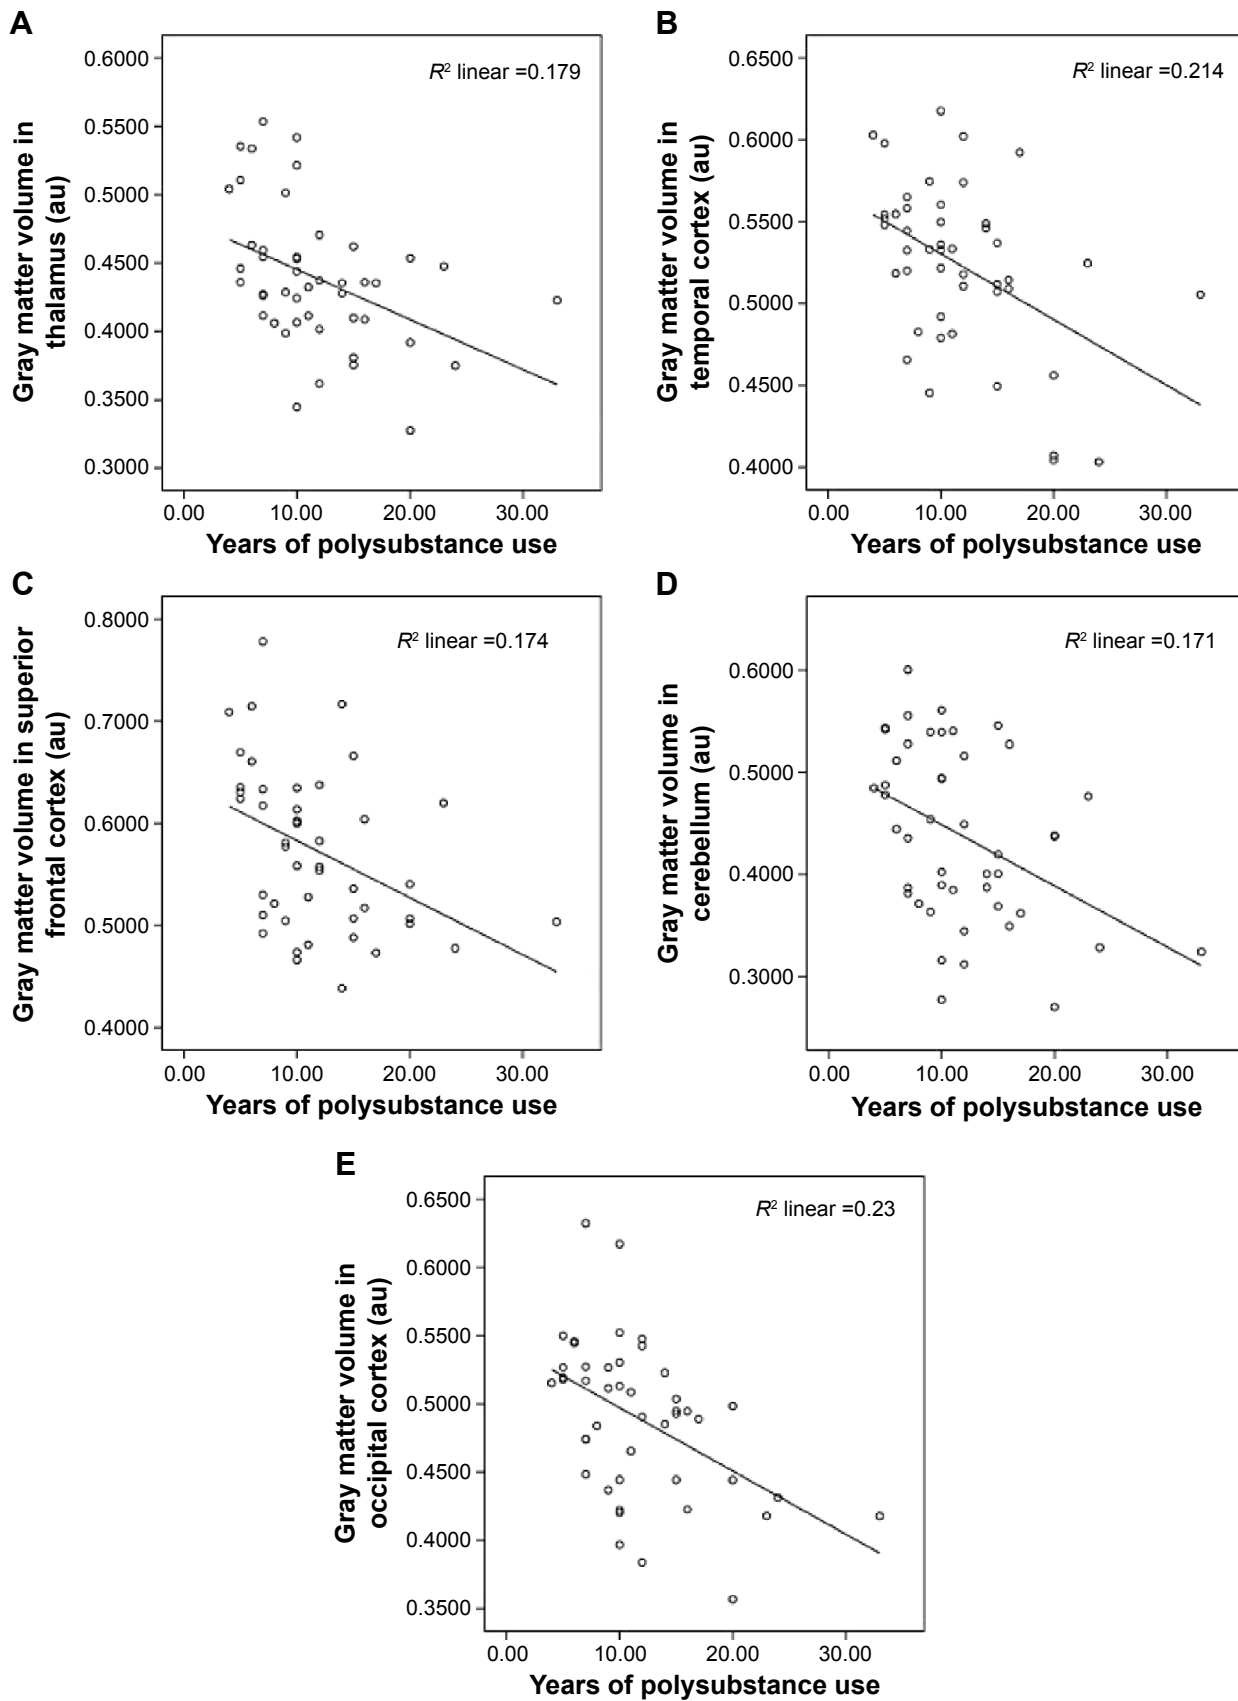 A
Gray matter volume in
thalamus (au)
0.6000
0.5500
0.5000
0.4500
0.4000
0.3500
0.3000
R² linear =0.179
0.00 10.00 20.00 30.00
Years of polysubstance use
B
Gray matter volume in
temporal cortex (au)
0.6500
0.6000
0.5500
0.5000
0.4500
0.4000
R² linear =0.214
0.00 10.00 20.00 30.00
Years of polysubstance use
C
Gray matter volume in superior
frontal cortex (au)
0.8000
0.7000
0.6000
0.5000
0.4000
R² linear =0.174
0.00 10.00 20.00 30.00
Years of polysubstance use
D
Gray matter volume in
cerebellum (au)
0.6000
0.5000
0.4000
0.3000
R² linear =0.171
0.00 10.00 20.00 30.00
Years of polysubstance use
E
Gray matter volume in
occipital cortex (au)
0.6500
0.6000
0.5500
0.5000
0.4500
0.4000
0.3500
R² linear =0.23
0.00 10.00 20.00 30.00
Years of polysubstance use